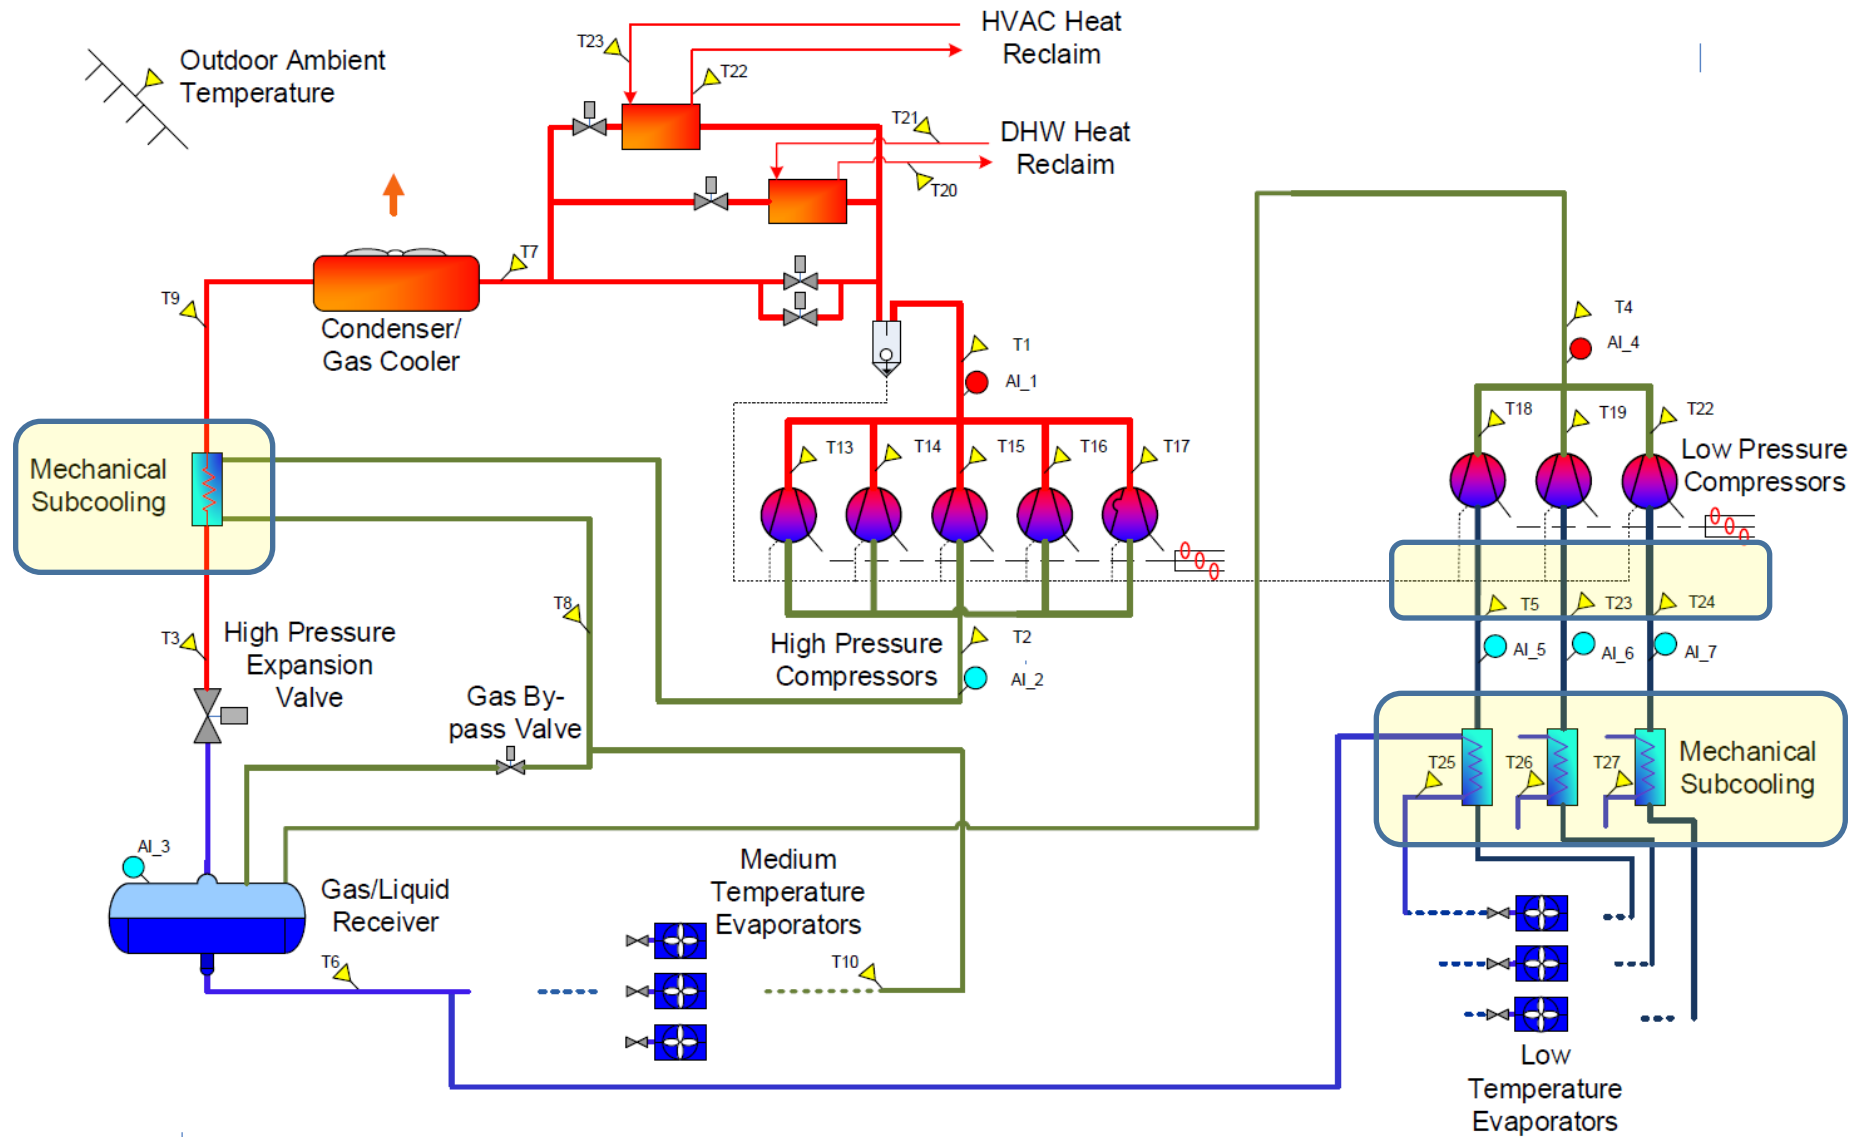 HVAC Heat
Reclaim
T23
T22
Outdoor Ambient
Temperature
T21
DHW Heat
Reclaim
T20
T7
T9
Condenser/
Gas Cooler
T4
AI_4
T1
AI_1
T18
T19
T22
T13
T14
T15
T16
T17
Low Pressure
Compressors
Mechanical
Subcooling
T8
T5
T23
T24
T3
High Pressure
Expansion
Valve
High Pressure
Compressors
T2
AI_2
AI_5
AI_6
AI_7
Gas By-
pass Valve
T25
T26
T27
Mechanical
Subcooling
AI_3
Gas/Liquid
Receiver
Medium
Temperature
Evaporators
T6
T10
Low
Temperature
Evaporators